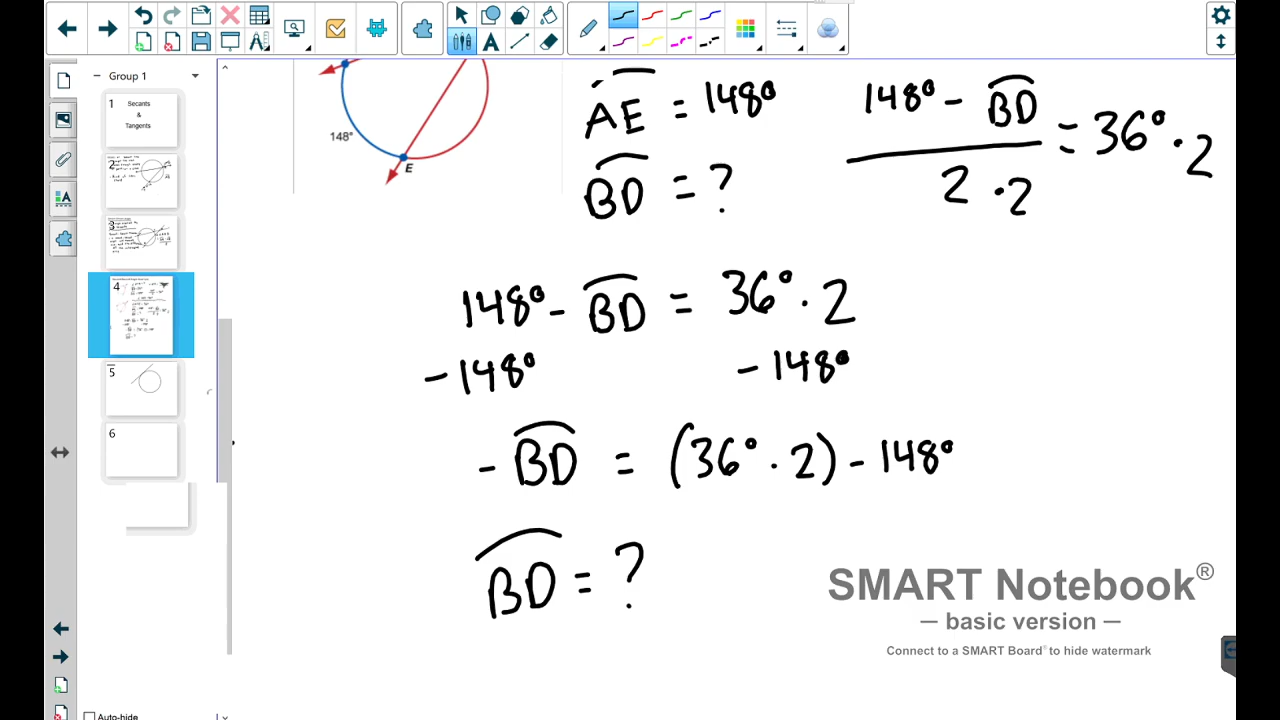 Group 1
1 Secants
&
Tangents
2
3
4
5
6
Auto-hide
148°
E
AE = 148°
BD = ?
148° - BD
2 · 2
= 36° · 2
148° - BD = 36° · 2
- 148° - 148°
- BD = (36° · 2) - 148°
BD = ?
SMART Notebook®
— basic version —
Connect to a SMART Board® to hide watermark